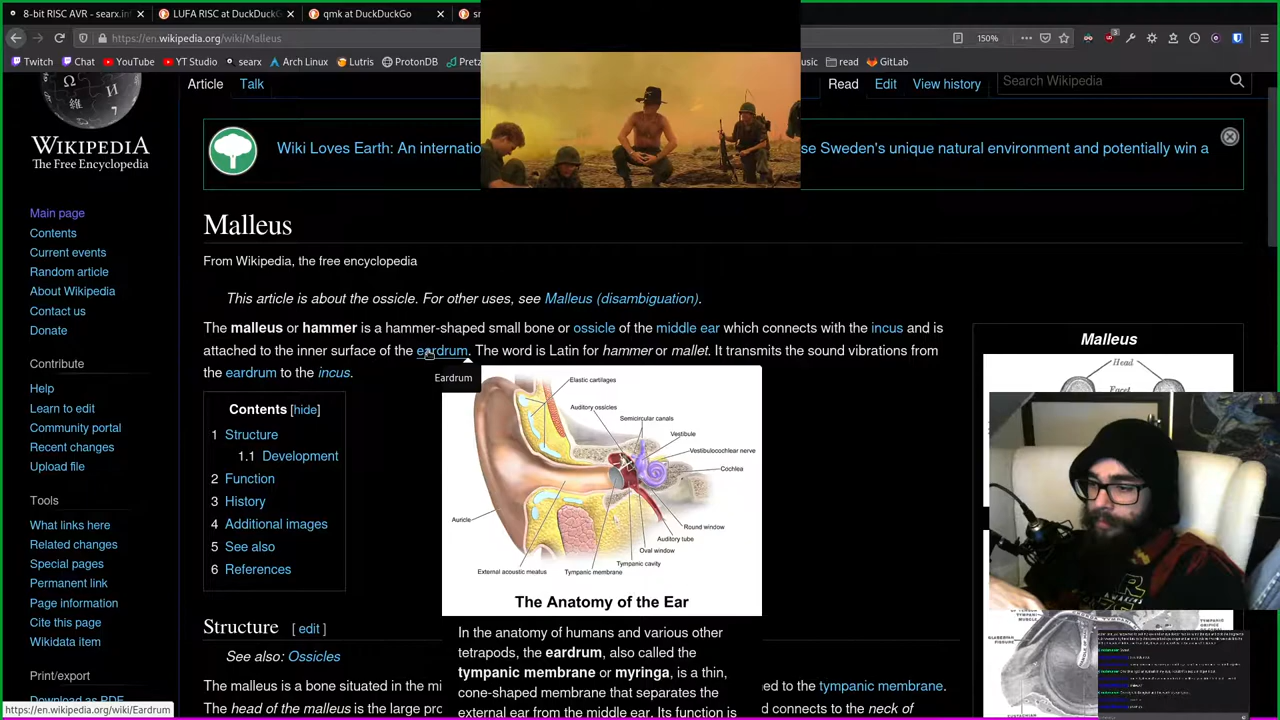 8-bit RISC AVR - searx.in
LUFA RISC at DuckDuckG
qmk at DuckDuckGo
https://en.wikipedia.org/wiki/Malleus
150%
Twitch
Chat
YouTube
YT Studio
searx
Arch Linux
Lutris
ProtonDB
music
read
GitLab
Article
Talk
Read
Edit
View history
Search Wikipedia
WIKIPEDIA
The Free Encyclopedia
Wiki Loves Earth: An internatio
se Sweden's unique natural environment and potentially win a
Main page
Contents
Current events
Random article
About Wikipedia
Contact us
Donate
Contribute
Help
Learn to edit
Community portal
Recent changes
Upload file
Tools
What links here
Related changes
Special pages
Permanent link
Page information
Cite this page
Wikidata item
Print/export
Download as PDF
https://en.wikipedia.org/wiki/Eardrum
Malleus
From Wikipedia, the free encyclopedia
This article is about the ossicle. For other uses, see Malleus (disambiguation).
The malleus or hammer is a hammer-shaped small bone or ossicle of the middle ear which connects with the incus and is
attached to the inner surface of the eardrum. The word is Latin for hammer or mallet. It transmits the sound vibrations from
the eardrum to the incus.
Eardrum
Contents [hide]
1 Structure
1.1 Development
2 Function
3 History
4 Additional images
5 See also
6 References
Elastic cartilages
Auditory ossicles
Semicircular canals
Vestibule
Vestibulocochlear nerve
Cochlea
Auricle
Round window
Auditory tube
Oval window
Tympanic cavity
External acoustic meatus
Tympanic membrane
The Anatomy of the Ear
In the anatomy of humans and various other
tetrapods, the eardrum, also called the
membrane or myringa, is a thin,
cone-shaped membrane that separates the
external ear from the middle ear. Its function is
Structure [ edit ]
See also: Ossicles
ed to the tympanic membrane.
The head of the malleus is the
connects to the neck of
Malleus
Head
Facet